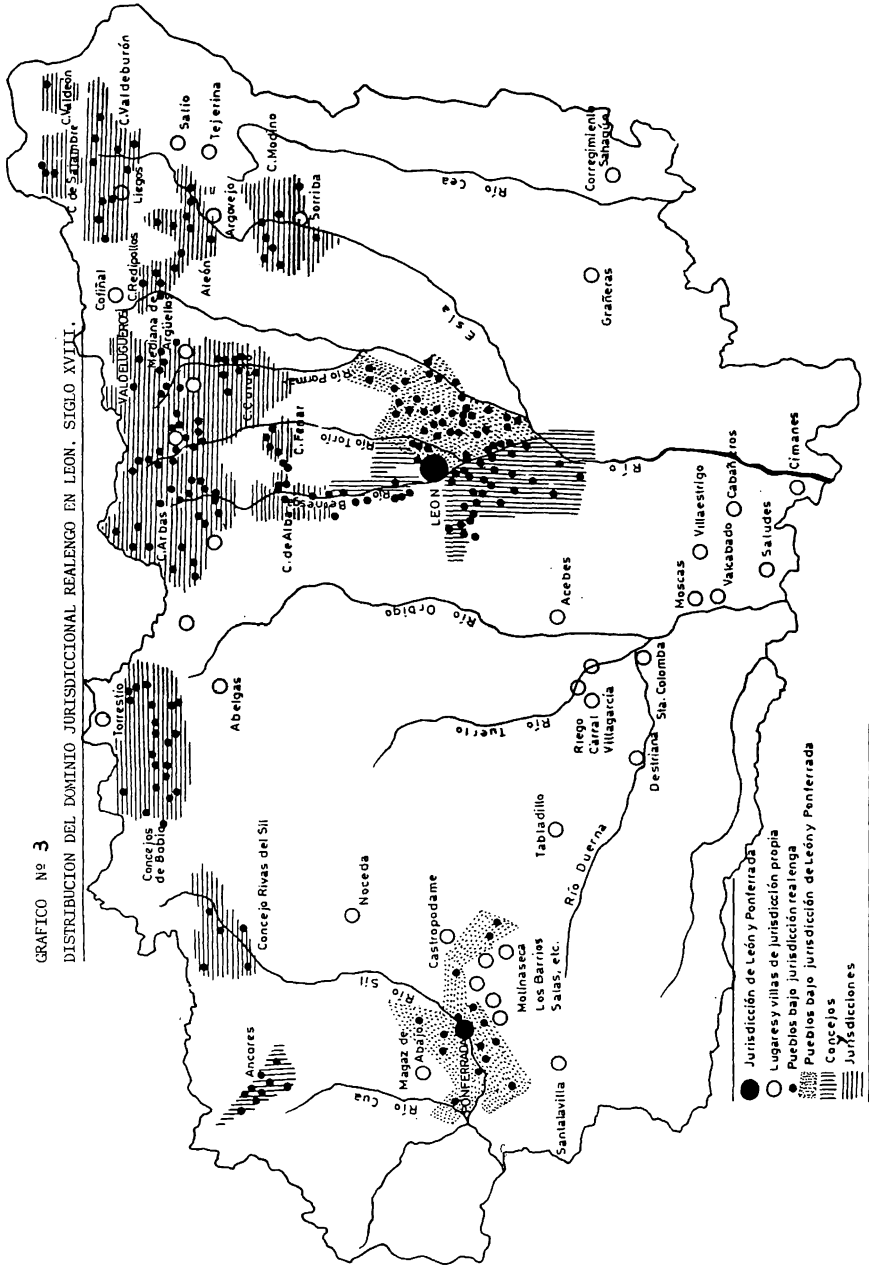 GRAFICO Nº 3
DISTRIBUCION DEL DOMINIO JURISDICCIONAL REALENGO EN LEON. SIGLO XVIII.
Ancores
Río Cua
Magaz de
Abajo
PONFERRADA
Santalavilla
Río Sil
Concejo Rivas del Sil
Noceda
Castropodame
Molinaseca
Los Barrios
Salas, etc.
Concejos
de Babia
Torrestío
Abelgas
Tabladillo
Río Duerna
Destriana
Río Tuerto
Riego
Carral
Villagarcía
Sta. Colomba
Río Orbigo
Acebes
Moscas
Villaestrigo
Valcabado
Cabañeros
Saludes
Cimanes
C. Arbas
C. de Alba
Río Bernesga
LEON
Río Torío
C. Fenar
C. Curueño
Río Porma
VALDELUGUEROS
Mediana de
Argüellos
Cofiñal
C. Redipollos
Aleón
Argovejo
Liegos
C de Sajambre
C. Valdeón
C. Valdeburón
Salio
Tejerina
C. Modino
Sorriba
Río Esla
Río Cea
Grañeras
Corregimiento
Sahagún
Río
Jurisdicción de León y Ponferrada
Lugares y villas de jurisdicción propia
Pueblos bajo jurisdicción realenga
Pueblos bajo jurisdicción de León y Ponferrada
Concejos
Jurisdicciones